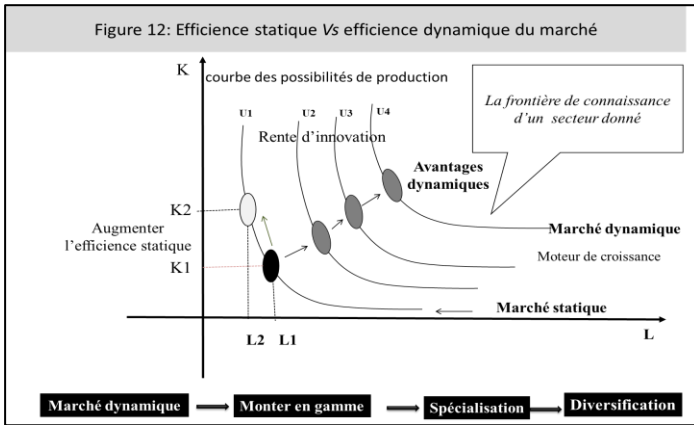 Figure 12: Efficience statique Vs efficience dynamique du marché
K
courbe des possibilités de production
U1
U2
U3
U4
Rente d'innovation
La frontière de connaissance
d'un secteur donné
Avantages
dynamiques
K2
Augmenter
l'efficience statique
Marché dynamique
K1
Moteur de croissance
Marché statique
L2
L1
L
Marché dynamique
Monter en gamme
Spécialisation
Diversification